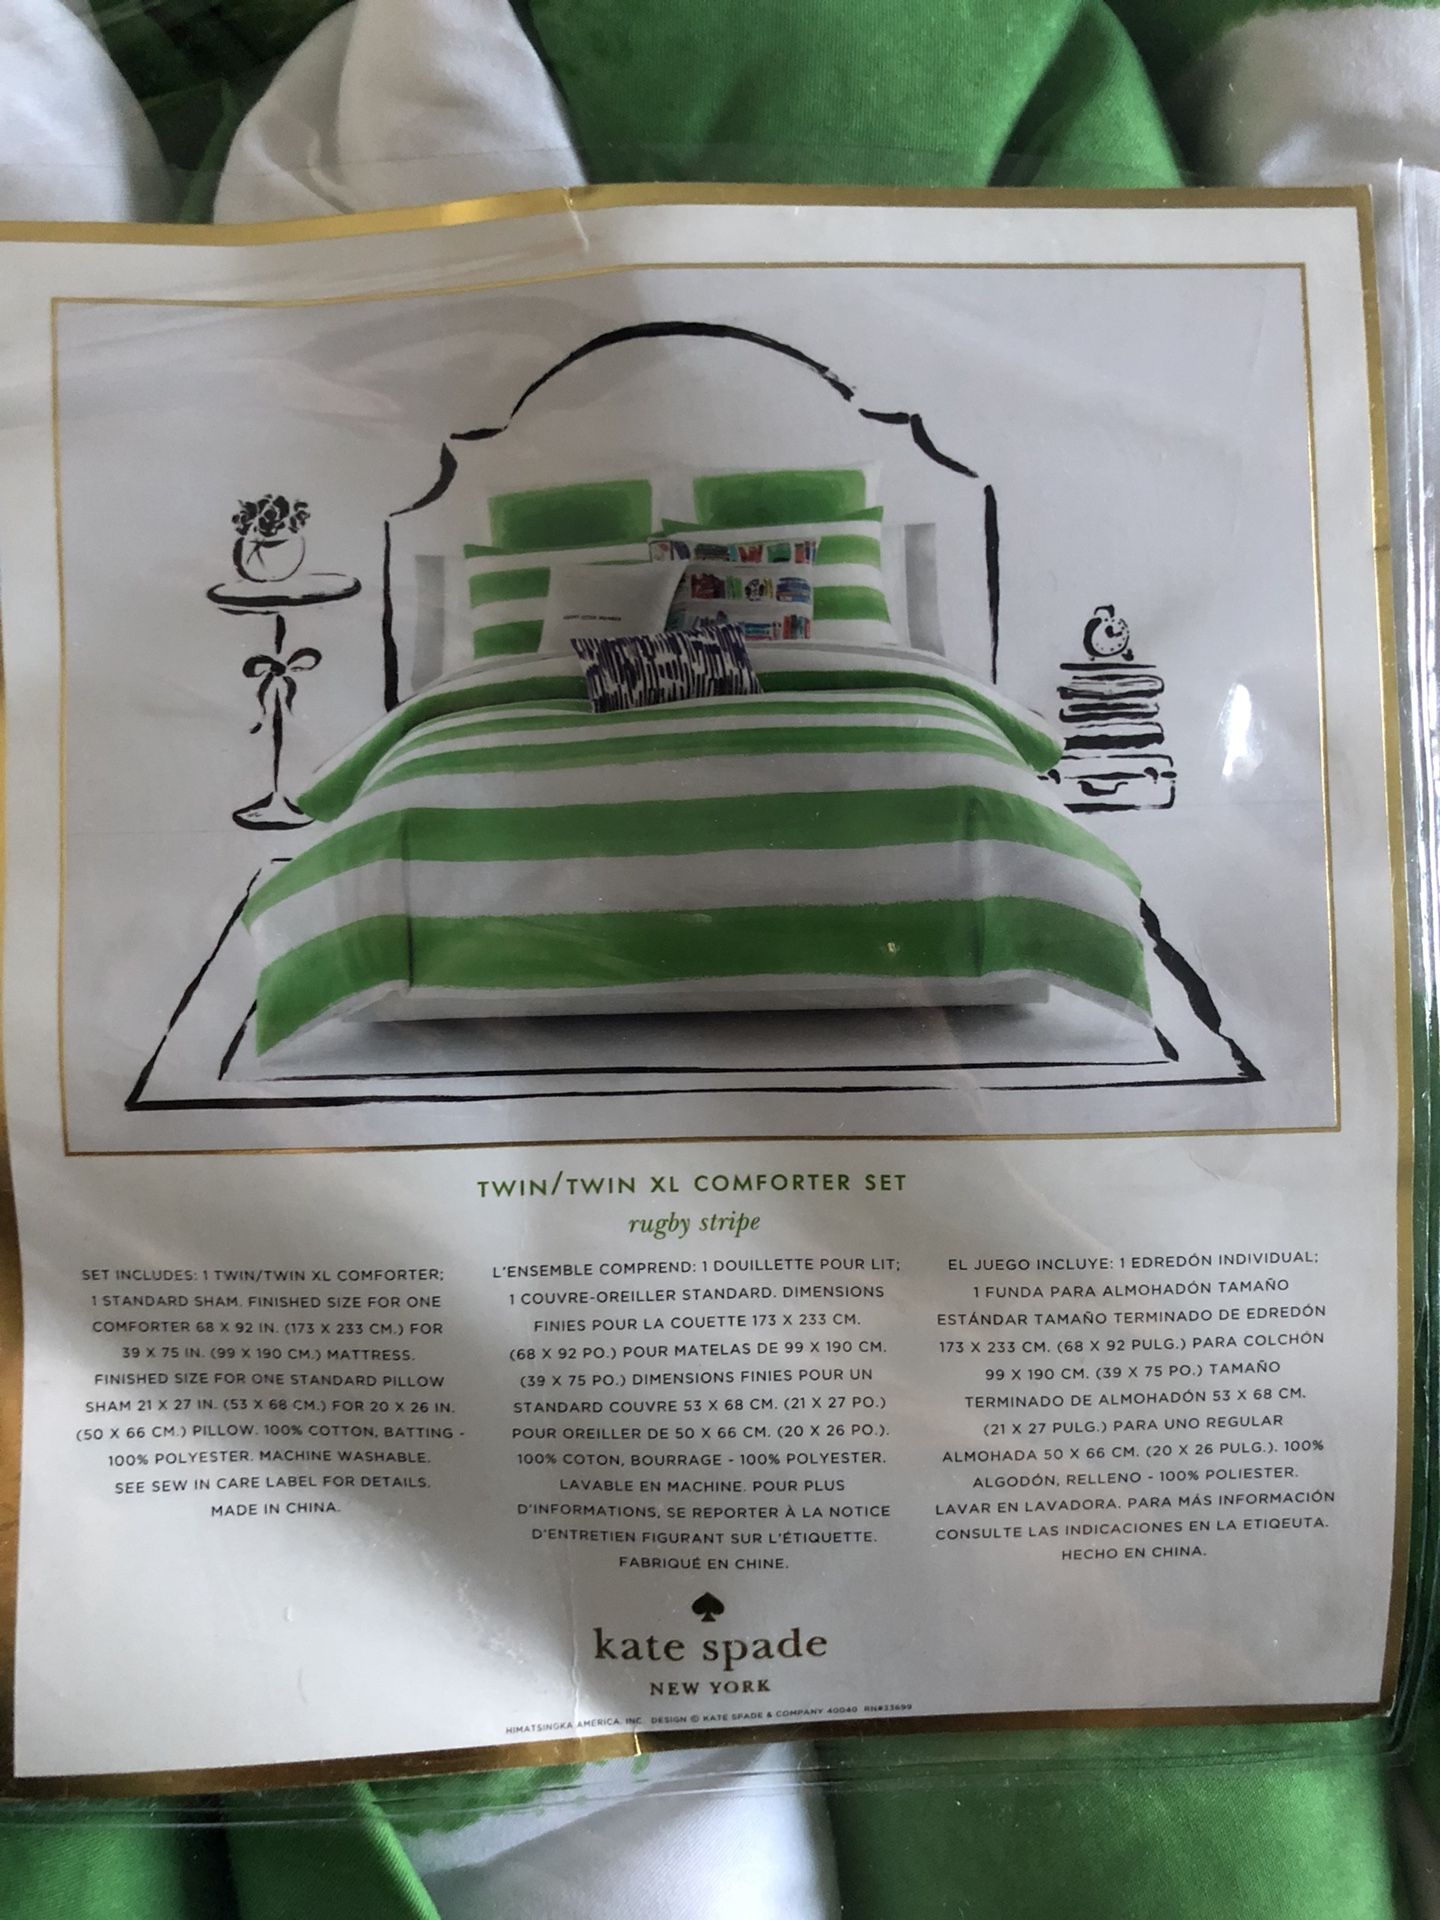 TWIN/TWIN XL COMFORTER SET
rugby stripe
SET INCLUDES: 1 TWIN/TWIN XL COMFORTER;
1 STANDARD SHAM. FINISHED SIZE FOR ONE
COMFORTER 68 X 92 IN. (173 X 233 CM.) FOR
39 X 75 IN. (99 X 190 CM.) MATTRESS.
FINISHED SIZE FOR ONE STANDARD PILLOW
SHAM 21 X 27 IN. (53 X 68 CM.) FOR 20 X 26 IN.
(50 X 66 CM.) PILLOW. 100% COTTON, BATTING -
100% POLYESTER. MACHINE WASHABLE.
SEE SEW IN CARE LABEL FOR DETAILS.
MADE IN CHINA.
L'ENSEMBLE COMPREND: 1 DOUILLETTE POUR LIT;
1 COUVRE-OREILLER STANDARD. DIMENSIONS
FINIES POUR LA COUETTE 173 X 233 CM.
(68 X 92 PO.) POUR MATELAS DE 99 X 190 CM.
(39 X 75 PO.) DIMENSIONS FINIES POUR UN
STANDARD COUVRE 53 X 68 CM. (21 X 27 PO.)
POUR OREILLER DE 50 X 66 CM. (20 X 26 PO.).
100% COTON, BOURRAGE - 100% POLYESTER.
LAVABLE EN MACHINE. POUR PLUS
D'INFORMATIONS, SE REPORTER À LA NOTICE
D'ENTRETIEN FIGURANT SUR L'ÉTIQUETTE.
FABRIQUÉ EN CHINE.
EL JUEGO INCLUYE: 1 EDREDÓN INDIVIDUAL;
1 FUNDA PARA ALMOHADÓN TAMAÑO
ESTÁNDAR TAMAÑO TERMINADO DE EDREDÓN
173 X 233 CM. (68 X 92 PULG.) PARA COLCHÓN
99 X 190 CM. (39 X 75 PO.) TAMAÑO
TERMINADO DE ALMOHADÓN 53 X 68 CM.
(21 X 27 PULG.) PARA UNO REGULAR
ALMOHADA 50 X 66 CM. (20 X 26 PULG.). 100%
ALGODÓN, RELLENO - 100% POLIESTER.
LAVAR EN LAVADORA. PARA MÁS INFORMACIÓN
CONSULTE LAS INDICACIONES EN LA ETIQEUTA.
HECHO EN CHINA.
kate spade
NEW YORK
HIMATSINGKA AMERICA, INC. DESIGN © KATE SPADE & COMPANY 40040 RN#33699